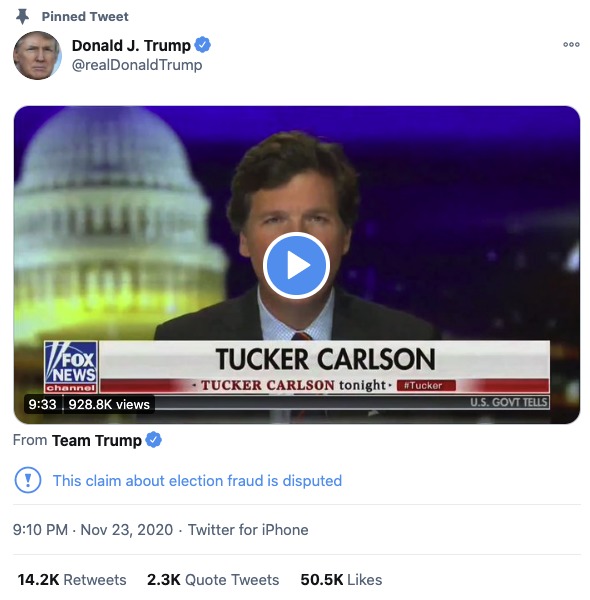 Pinned Tweet
Donald J. Trump
@realDonaldTrump
FOX
NEWS
channel
TUCKER CARLSON
· TUCKER CARLSON tonight · #Tucker
9:33 928.8K views
U.S. GOVT TELLS
From Team Trump
This claim about election fraud is disputed
9:10 PM · Nov 23, 2020 · Twitter for iPhone
14.2K Retweets 2.3K Quote Tweets 50.5K Likes